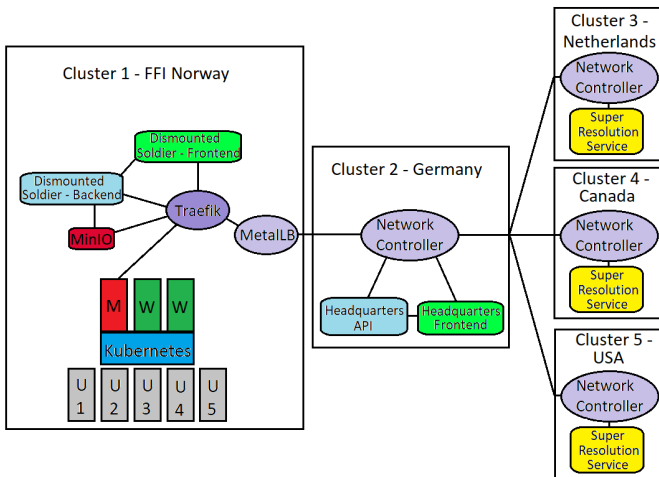 Cluster 1 - FFI Norway
Dismounted
Soldier - Frontend
Dismounted
Soldier - Backend
MinIO
Traefik
MetalLB
M
W
W
Kubernetes
U
1
U
2
U
3
U
4
U
5
Cluster 2 - Germany
Network
Controller
Headquarters
API
Headquarters
Frontend
Cluster 3 -
Netherlands
Network
Controller
Super
Resolution
Service
Cluster 4 -
Canada
Network
Controller
Super
Resolution
Service
Cluster 5 -
USA
Network
Controller
Super
Resolution
Service